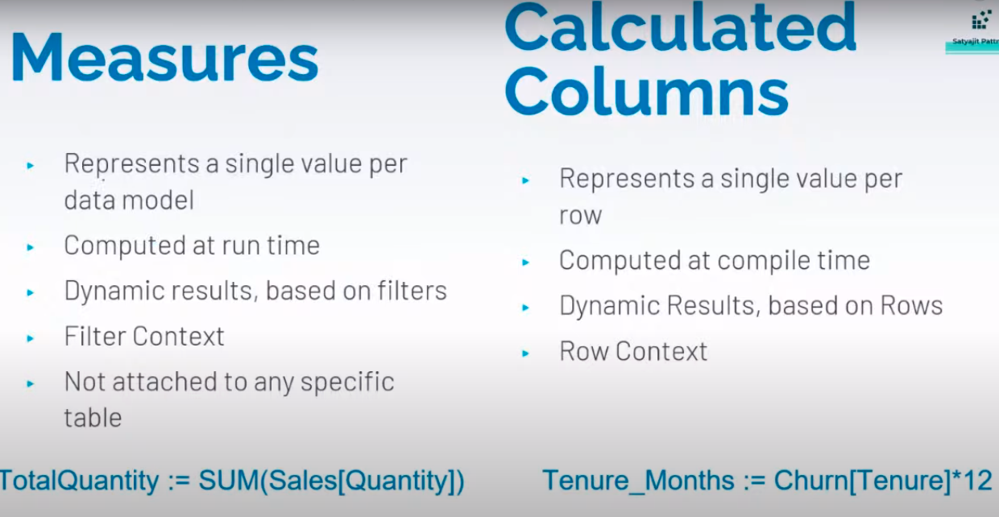 Measures
Represents a single value per
data model
Computed at run time
Dynamic results, based on filters
Filter Context
Not attached to any specific
table
TotalQuantity := SUM(Sales[Quantity])
Calculated
Columns
Represents a single value per
row
Computed at compile time
Dynamic Results, based on Rows
Row Context
Tenure_Months := Churn[Tenure]*12
Satyajit